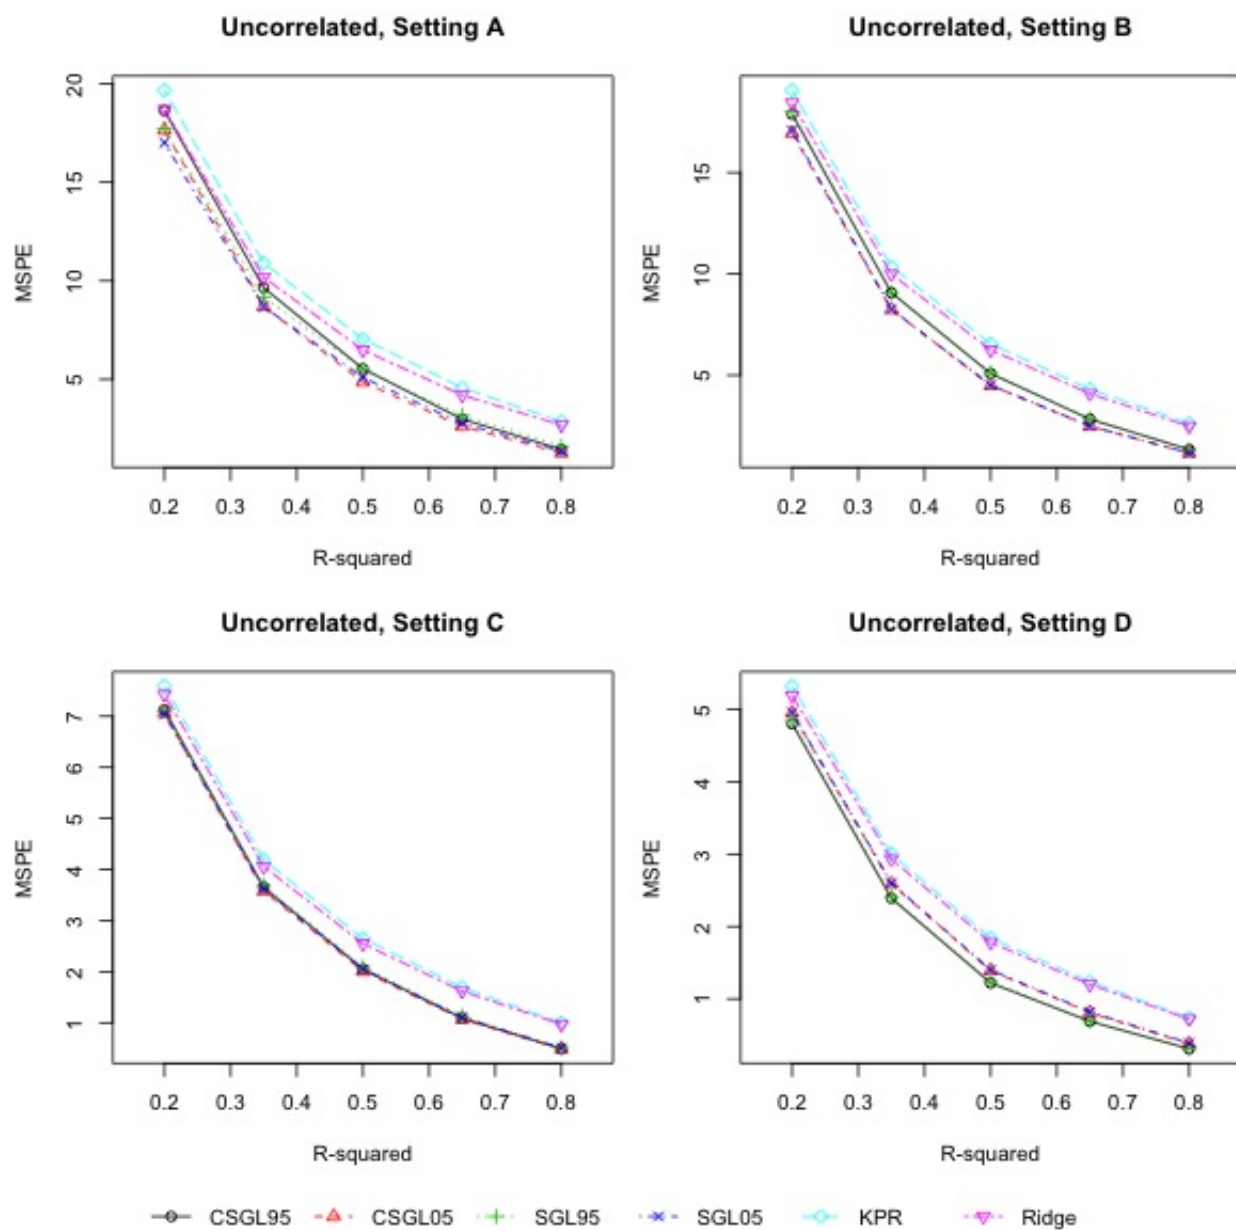 Uncorrelated, Setting A
MSPE
20
15
10
5
0.2 0.3 0.4 0.5 0.6 0.7 0.8
R-squared
Uncorrelated, Setting B
MSPE
15
10
5
0.2 0.3 0.4 0.5 0.6 0.7 0.8
R-squared
Uncorrelated, Setting C
MSPE
7
6
5
4
3
2
1
0.2 0.3 0.4 0.5 0.6 0.7 0.8
R-squared
Uncorrelated, Setting D
MSPE
5
4
3
2
1
0.2 0.3 0.4 0.5 0.6 0.7 0.8
R-squared
CSGL95 CSGL05 SGL95 SGL05 KPR Ridge